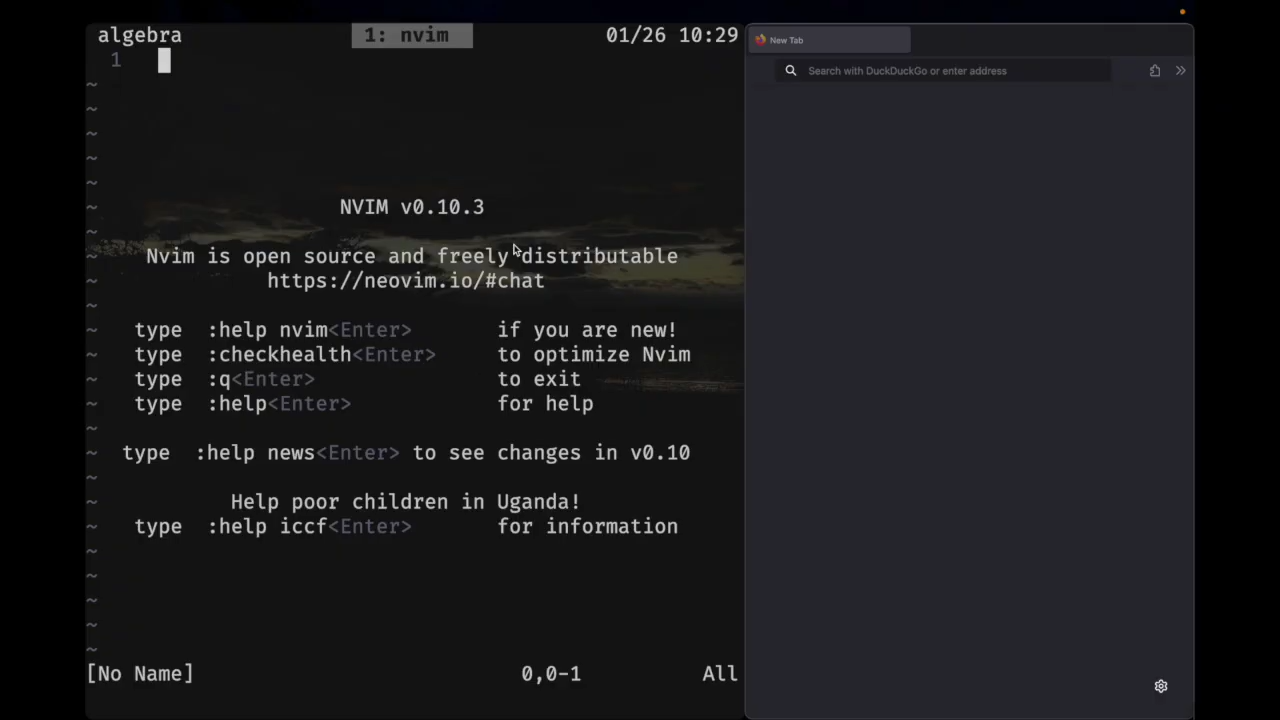 algebra 1: nvim 01/26 10:29
1
~
~
~
~
~
~ NVIM v0.10.3
~
~ Nvim is open source and freely distributable
~ https://neovim.io/#chat
~
~ type :help nvim<Enter> if you are new!
~ type :checkhealth<Enter> to optimize Nvim
~ type :q<Enter> to exit
~ type :help<Enter> for help
~
~ type :help news<Enter> to see changes in v0.10
~
~ Help poor children in Uganda!
~ type :help iccf<Enter> for information
~
~
~
~
~
[No Name] 0,0-1 All
New Tab
Search with DuckDuckGo or enter address